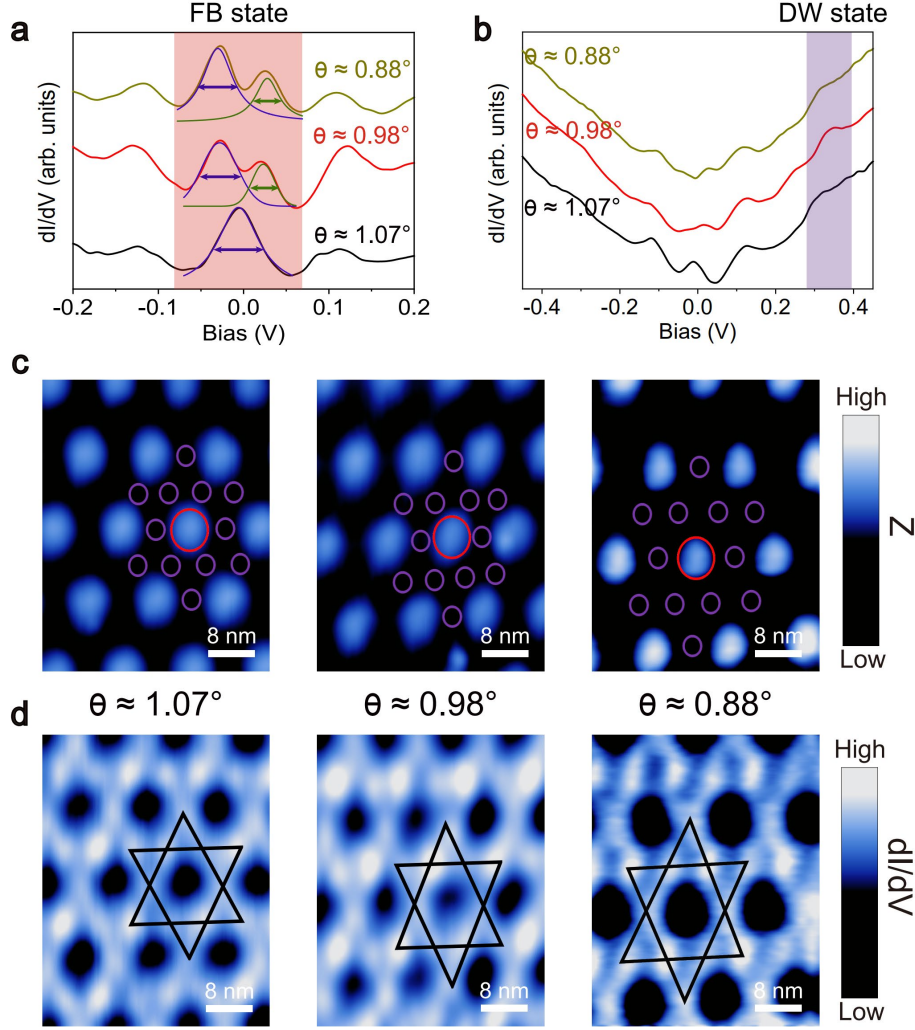 FB state
DW state
a
b
dI/dV (arb. units)
θ ≈ 0.88°
θ ≈ 0.98°
θ ≈ 1.07°
-0.2 -0.1 0.0 0.1 0.2
Bias (V)
dI/dV (arb. units)
θ ≈ 0.88°
θ ≈ 0.98°
θ ≈ 1.07°
-0.4 -0.2 0.0 0.2 0.4
Bias (V)
c
8 nm
8 nm
8 nm
High
Z
Low
θ ≈ 1.07°
θ ≈ 0.98°
θ ≈ 0.88°
d
8 nm
8 nm
8 nm
High
dI/dV
Low